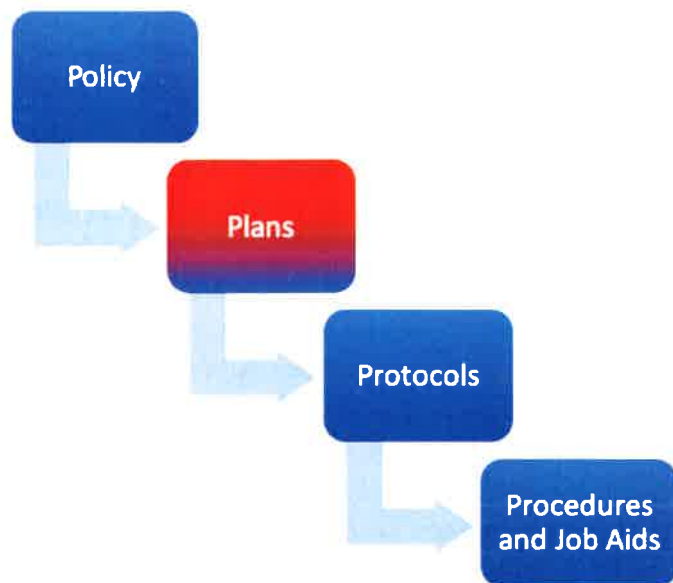 Policy
Plans
Protocols
Procedures
and Job Aids